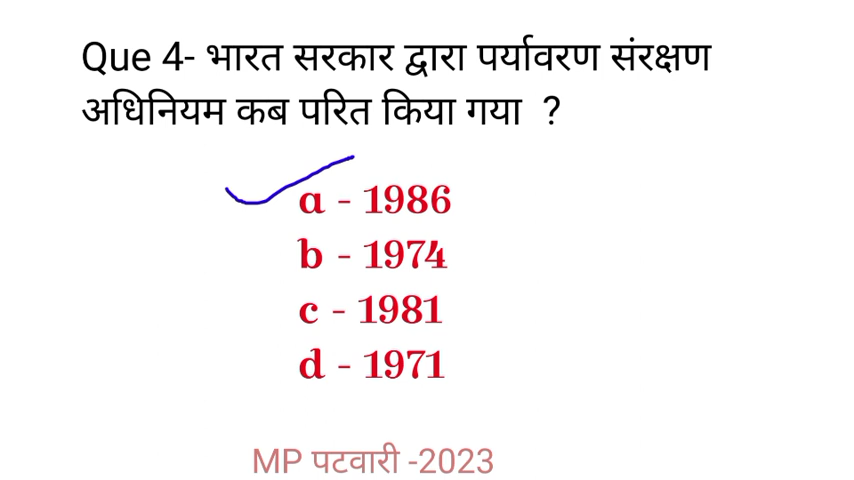 Que 4- भारत सरकार द्वारा पर्यावरण संरक्षण
अधिनियम कब परित किया गया ?
a - 1986
b - 1974
c - 1981
d - 1971
MP पटवारी -2023